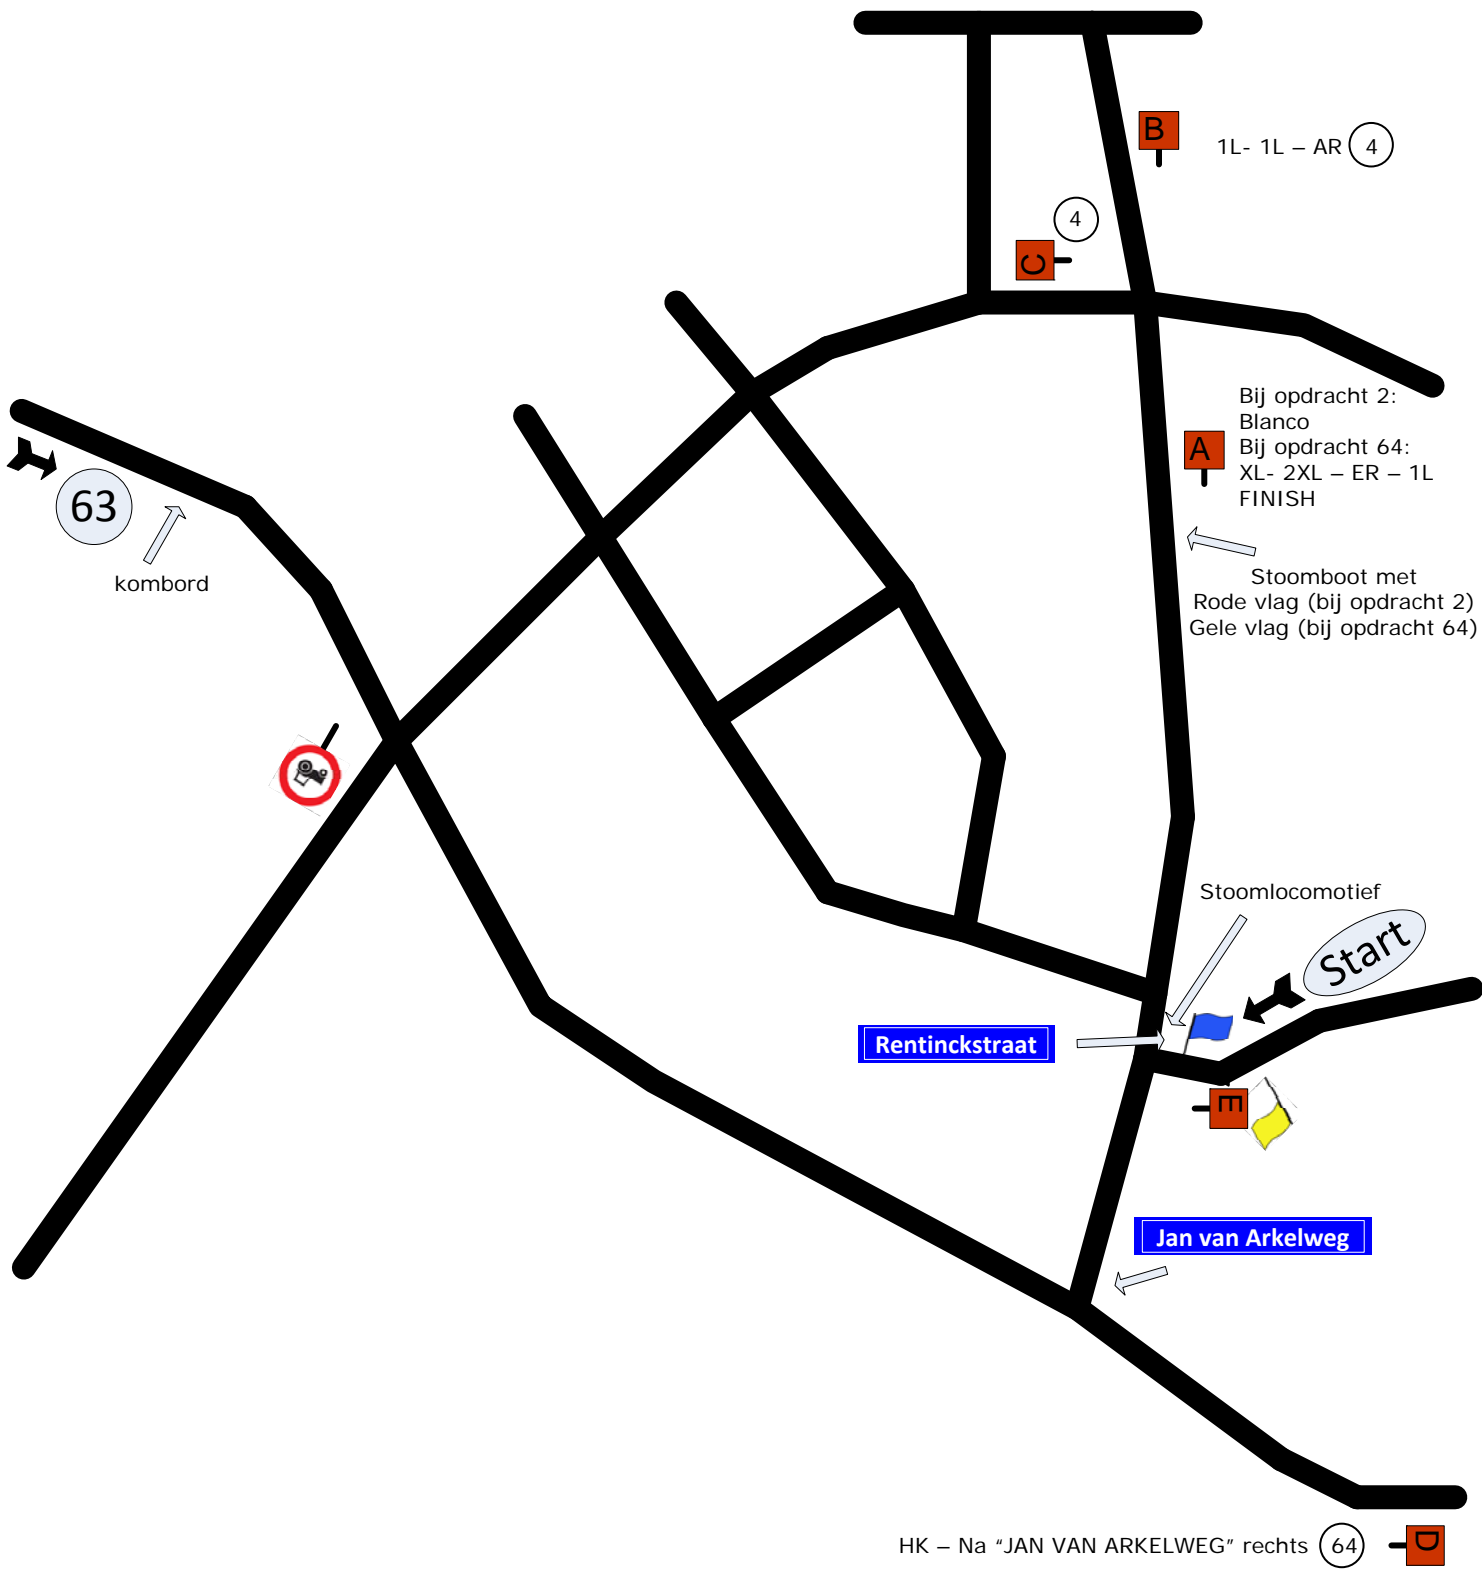 B
1L- 1L – AR 4
4
C
Bij opdracht 2:
Blanco
A
Bij opdracht 64:
XL- 2XL – ER – 1L
FINISH
63
kombord
Stoomboot met
Rode vlag (bij opdracht 2)
Gele vlag (bij opdracht 64)
Stoomlocomotief
Start
Rentinckstraat
E
Jan van Arkelweg
HK – Na “JAN VAN ARKELWEG” rechts 64
D